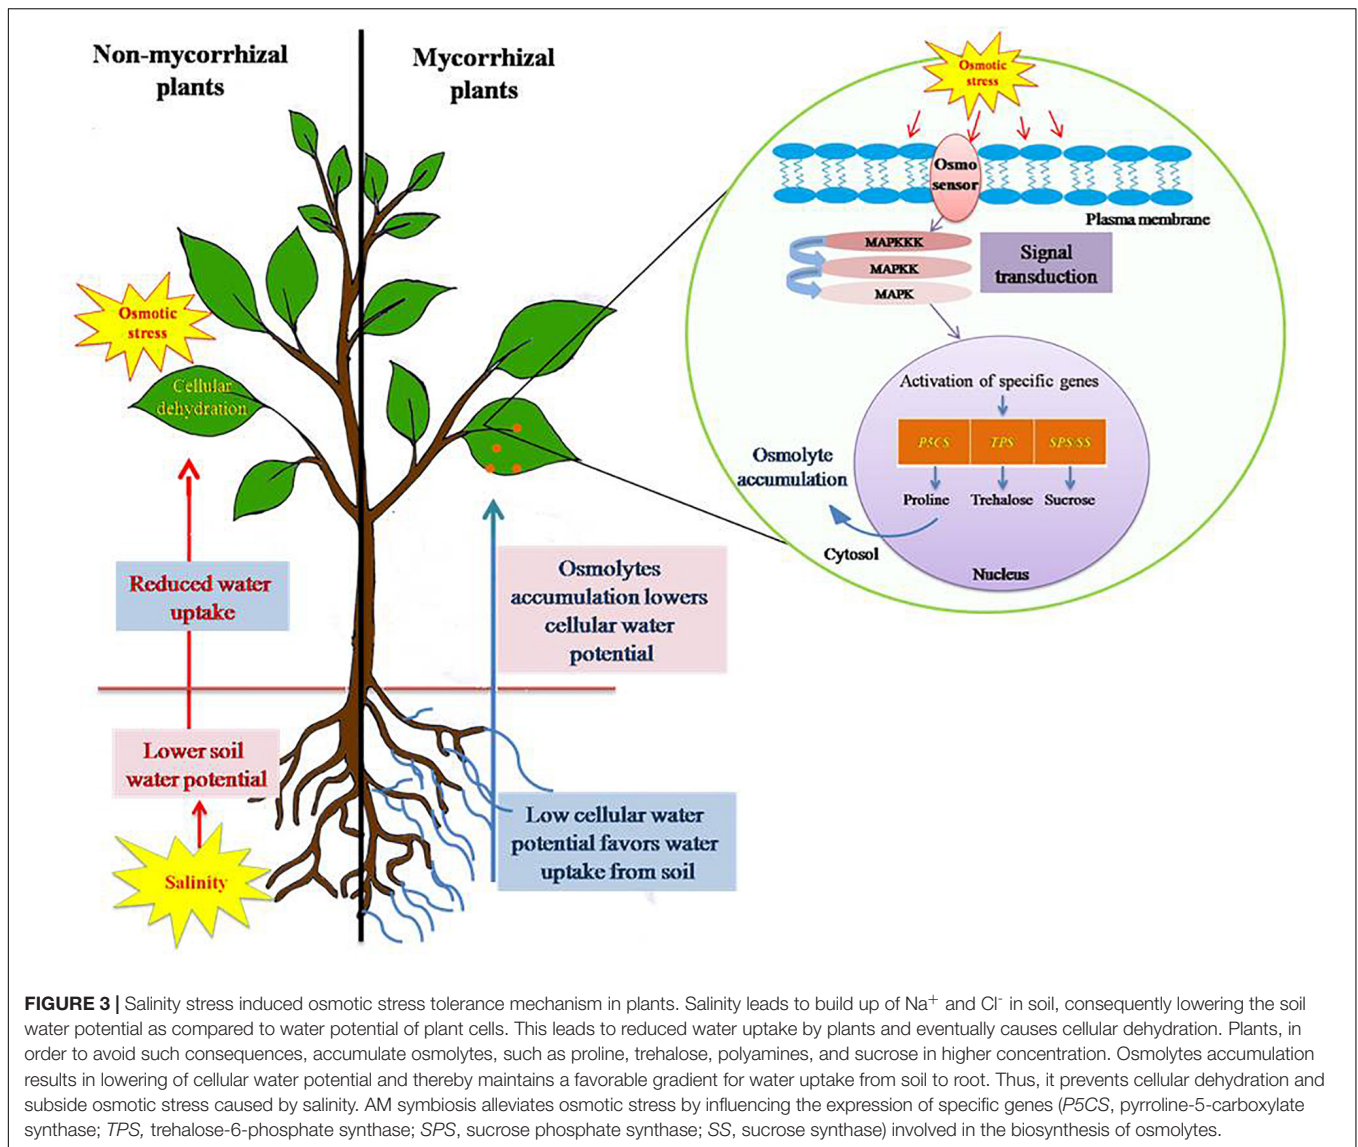 Non-mycorrhizal
plants
Mycorrhizal
plants
Osmotic
stress
Cellular
dehydration
Reduced water
uptake
Lower soil
water potential
Salinity
Osmolytes
accumulation lowers
cellular water
potential
Low cellular water
potential favors water
uptake from soil
Osmotic
stress
Osmo
sensor
Plasma membrane
MAPKKK
MAPKK
MAPK
Signal
transduction
Activation of specific genes
P5CS TPS SPS/SS
Proline Trehalose Sucrose
Osmolyte
accumulation
Cytosol
Nucleus
FIGURE 3 | Salinity stress induced osmotic stress tolerance mechanism in plants. Salinity leads to build up of Na+ and Cl- in soil, consequently lowering the soil
water potential as compared to water potential of plant cells. This leads to reduced water uptake by plants and eventually causes cellular dehydration. Plants, in
order to avoid such consequences, accumulate osmolytes, such as proline, trehalose, polyamines, and sucrose in higher concentration. Osmolytes accumulation
results in lowering of cellular water potential and thereby maintains a favorable gradient for water uptake from soil to root. Thus, it prevents cellular dehydration and
subside osmotic stress caused by salinity. AM symbiosis alleviates osmotic stress by influencing the expression of specific genes (P5CS, pyrroline-5-carboxylate
synthase; TPS, trehalose-6-phosphate synthase; SPS, sucrose phosphate synthase; SS, sucrose synthase) involved in the biosynthesis of osmolytes.